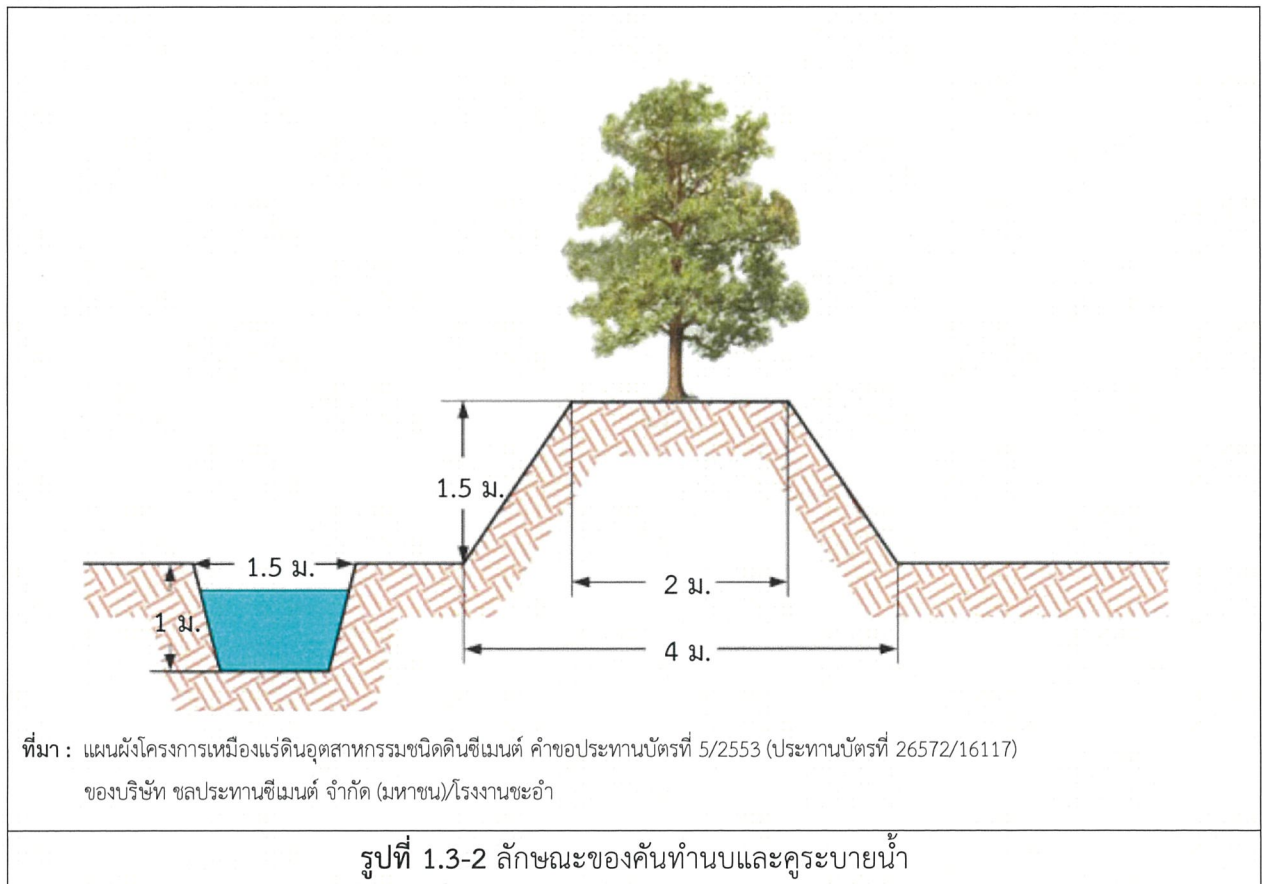 1.5 ม.
1.5 ม.
2 ม.
1 ม.
4 ม.
ที่มา : แผนผังโครงการเหมืองแร่ดินอุตสาหกรรมชนิดดินซีเมนต์ คำขอประทานบัตรที่ 5/2553 (ประทานบัตรที่ 26572/16117)
ของบริษัท ชลประทานซีเมนต์ จำกัด (มหาชน)/โรงงานชะอำ
รูปที่ 1.3-2 ลักษณะของคันทำนบและคูระบายน้ำ